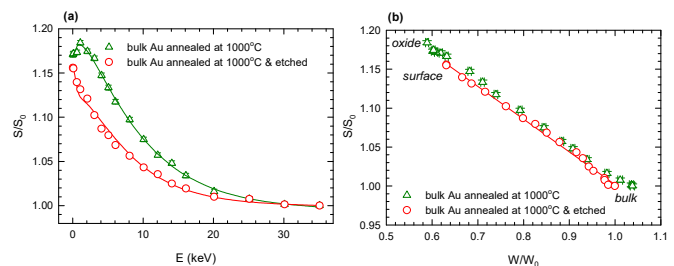 (a)
bulk Au annealed at 1000°C
bulk Au annealed at 1000°C & etched
S/S₀
1.20
1.15
1.10
1.05
1.00
0
10
20
30
E (keV)
(b)
oxide
surface
bulk
bulk Au annealed at 1000°C
bulk Au annealed at 1000°C & etched
S/S₀
1.20
1.15
1.10
1.05
1.00
0.95
0.5
0.6
0.7
0.8
0.9
1.0
1.1
W/W₀